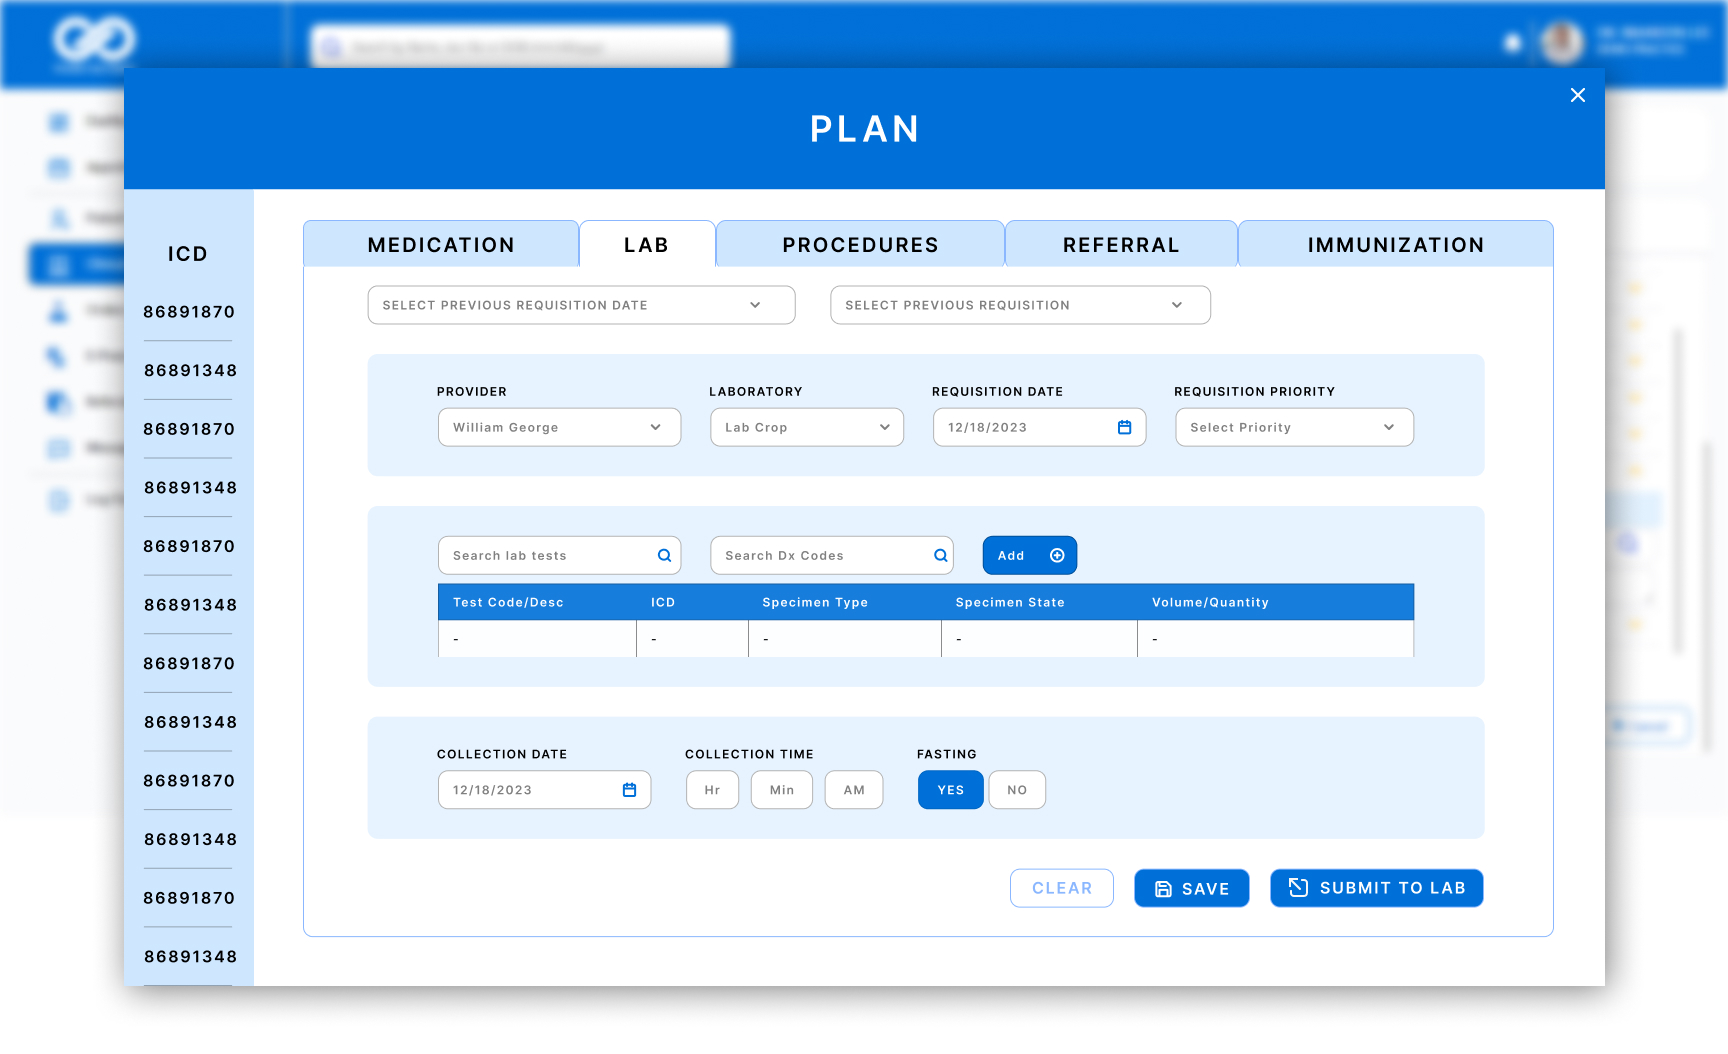 PLAN
ICD
86891870
86891348
86891870
86891348
86891870
86891348
86891870
86891348
86891870
86891348
86891870
86891348
MEDICATION LAB PROCEDURES REFERRAL IMMUNIZATION
SELECT PREVIOUS REQUISITION DATE SELECT PREVIOUS REQUISITION
PROVIDER LABORATORY REQUISITION DATE REQUISITION PRIORITY
William George Lab Crop 12/18/2023 Select Priority
Search lab tests Search Dx Codes Add
Test Code/Desc ICD Specimen Type Specimen State Volume/Quantity
- - - - -
COLLECTION DATE COLLECTION TIME FASTING
12/18/2023 Hr Min AM YES NO
CLEAR SAVE SUBMIT TO LAB